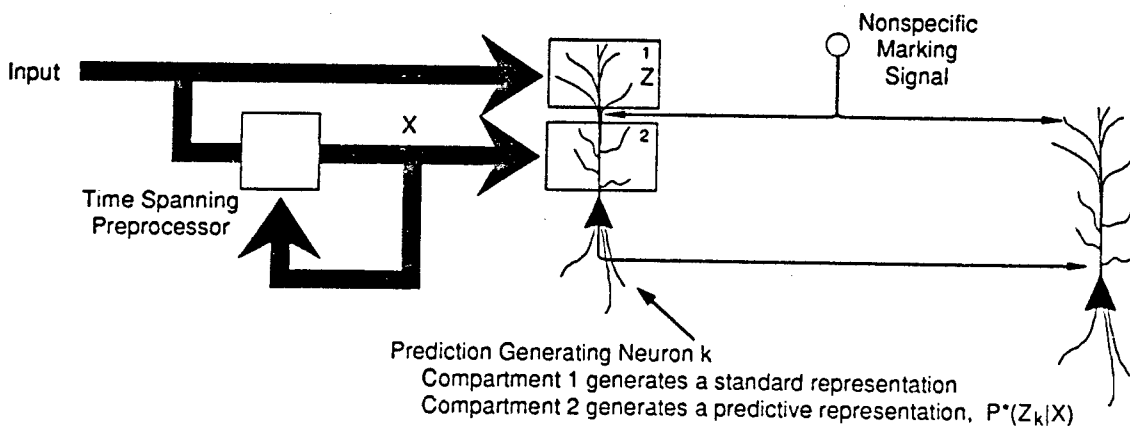 Input
X
Time Spanning
Preprocessor
1
Z
2
Nonspecific
Marking
Signal
Prediction Generating Neuron k
Compartment 1 generates a standard representation
Compartment 2 generates a predictive representation, P*(Zk|X)